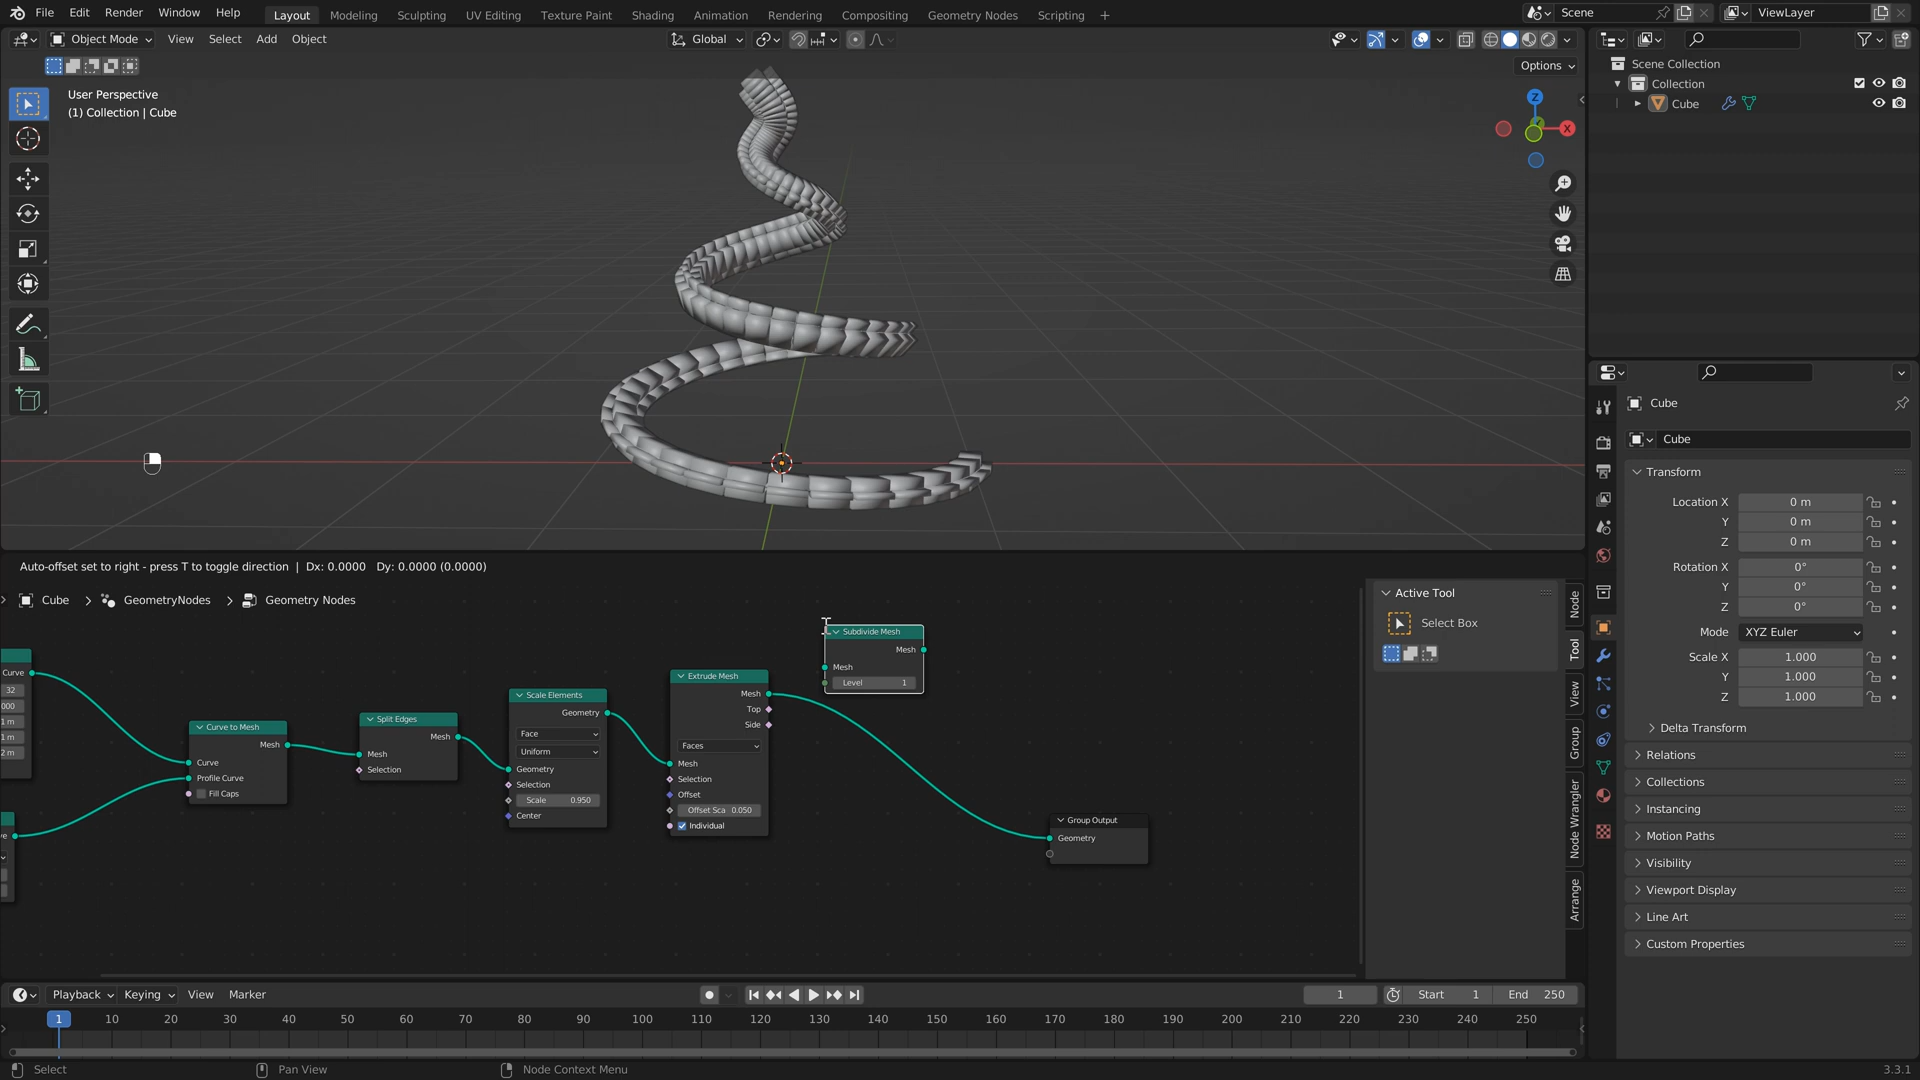 File Edit Render Window Help
Layout Modeling Sculpting UV Editing Texture Paint Shading Animation Rendering Compositing Geometry Nodes Scripting +
Scene
ViewLayer
Object Mode View Select Add Object
Global
Options
User Perspective
(1) Collection | Cube
Z
X
Scene Collection
Collection
Cube
Auto-offset set to right - press T to toggle direction | Dx: 0.0000 Dy: 0.0000 (0.0000)
Cube > GeometryNodes > Geometry Nodes
Curve
32
000
1 m
1 m
2 m
Curve to Mesh
Mesh
Curve
Profile Curve
Fill Caps
Split Edges
Mesh
Mesh
Selection
Scale Elements
Geometry
Face
Uniform
Geometry
Selection
Scale 0.950
Center
Extrude Mesh
Mesh
Top
Side
Faces
Mesh
Selection
Offset
Offset Sca 0.050
Individual
Subdivide Mesh
Mesh
Mesh
Level 1
Group Output
Geometry
Active Tool
Select Box
Node
Tool
View
Group
Node Wrangler
Arrange
Cube
Cube
Transform
Location X 0 m
Y 0 m
Z 0 m
Rotation X 0°
Y 0°
Z 0°
Mode XYZ Euler
Scale X 1.000
Y 1.000
Z 1.000
Delta Transform
Relations
Collections
Instancing
Motion Paths
Visibility
Viewport Display
Line Art
Custom Properties
Playback Keying View Marker
1 Start 1 End 250
1 10 20 30 40 50 60 70 80 90 100 110 120 130 140 150 160 170 180 190 200 210 220 230 240 250
Select Pan View Node Context Menu
3.3.1